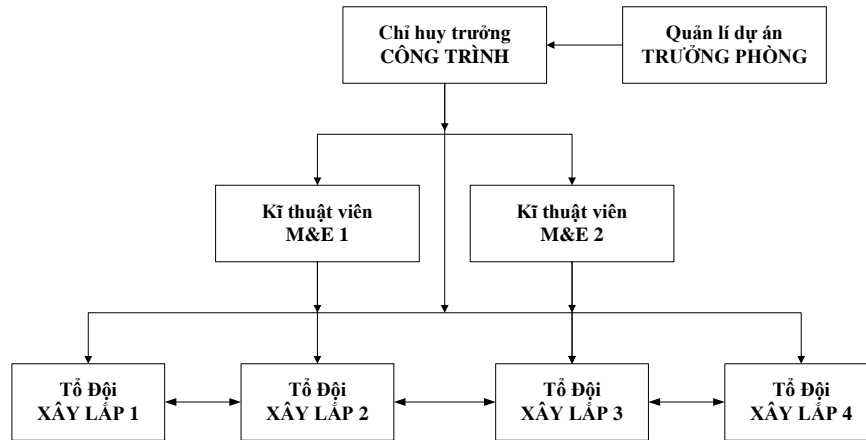 Chỉ huy trưởng
CÔNG TRÌNH
Quản lí dự án
TRƯỞNG PHÒNG
Kĩ thuật viên
M&E 1
Kĩ thuật viên
M&E 2
Tổ Đội
XÂY LẮP 1
Tổ Đội
XÂY LẮP 2
Tổ Đội
XÂY LẮP 3
Tổ Đội
XÂY LẮP 4